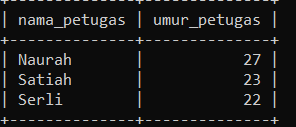 +--------------+--------------+
| nama_petugas | umur_petugas |
+--------------+--------------+
| Naurah       |           27 |
| Satiah       |           23 |
| Serli        |           22 |
+--------------+--------------+